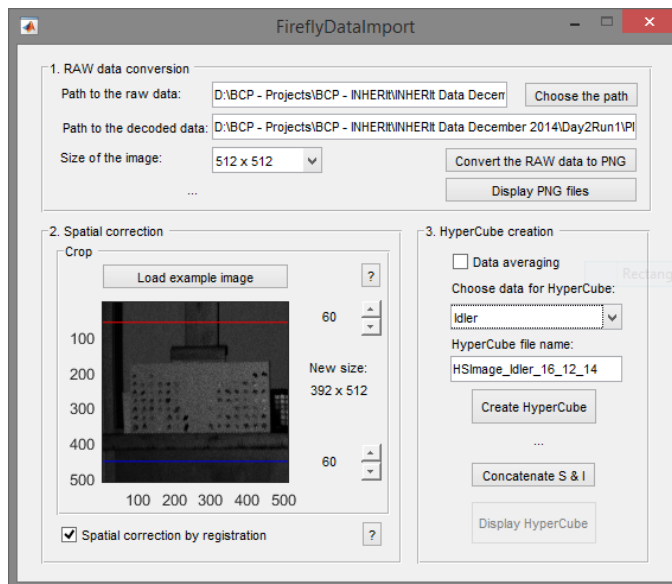 FireflyDataImport
1. RAW data conversion
Path to the raw data: D:\BCP - Projects\BCP - INHERIt\INHERIt Data Decem Choose the path
Path to the decoded data: D:\BCP - Projects\BCP - INHERIt\INHERIt Data December 2014\Day2Run1\Pl
Size of the image: 512 x 512 Convert the RAW data to PNG
... Display PNG files
2. Spatial correction
Crop
Load example image ?
60
100
200
300
400
500
New size:
392 x 512
60
100 200 300 400 500
Spatial correction by registration ?
3. HyperCube creation
Data averaging
Rectang
Choose data for HyperCube:
Idler
HyperCube file name:
HSImage_Idler_16_12_14
Create HyperCube
...
Concatenate S & I
Display HyperCube